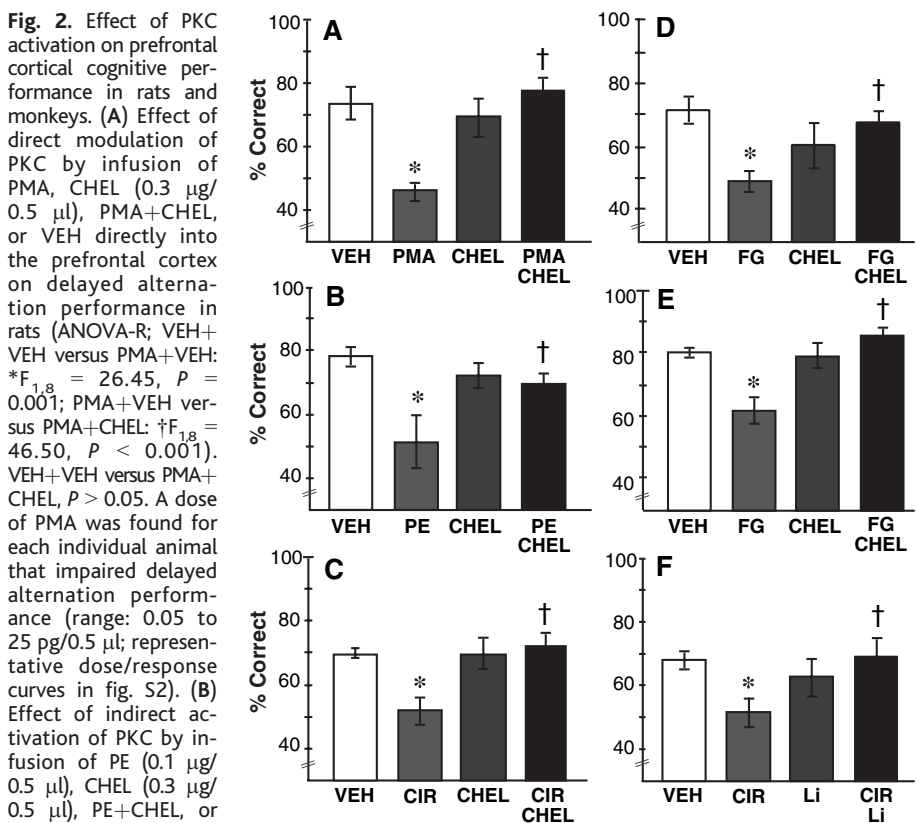 Fig. 2. Effect of PKC
activation on prefrontal
cortical cognitive per-
formance in rats and
monkeys. (A) Effect of
direct modulation of
PKC by infusion of
PMA, CHEL (0.3 μg/
0.5 μl), PMA+CHEL,
or VEH directly into
the prefrontal cortex
on delayed alterna-
tion performance in
rats (ANOVA-R; VEH+
VEH versus PMA+VEH:
*F1,8 = 26.45, P =
0.001; PMA+VEH ver-
sus PMA+CHEL: †F1,8 =
46.50, P < 0.001).
VEH+VEH versus PMA+
CHEL, P > 0.05. A dose
of PMA was found for
each individual animal
that impaired delayed
alternation perform-
ance (range: 0.05 to
25 pg/0.5 μl; represen-
tative dose/response
curves in fig. S2). (B)
Effect of indirect ac-
tivation of PKC by in-
fusion of PE (0.1 μg/
0.5 μl), CHEL (0.3 μg/
0.5 μl), PE+CHEL, or
A
% Correct
100
80
60
40
*
†
VEH PMA CHEL PMA
CHEL
B
% Correct
100
80
60
40
*
†
VEH PE CHEL PE
CHEL
C
% Correct
100
80
60
40
*
†
VEH CIR CHEL CIR
CHEL
D
100
80
60
40
*
†
VEH FG CHEL FG
CHEL
E
100
80
60
40
*
†
VEH FG CHEL FG
CHEL
F
100
80
60
40
*
†
VEH CIR Li CIR
Li